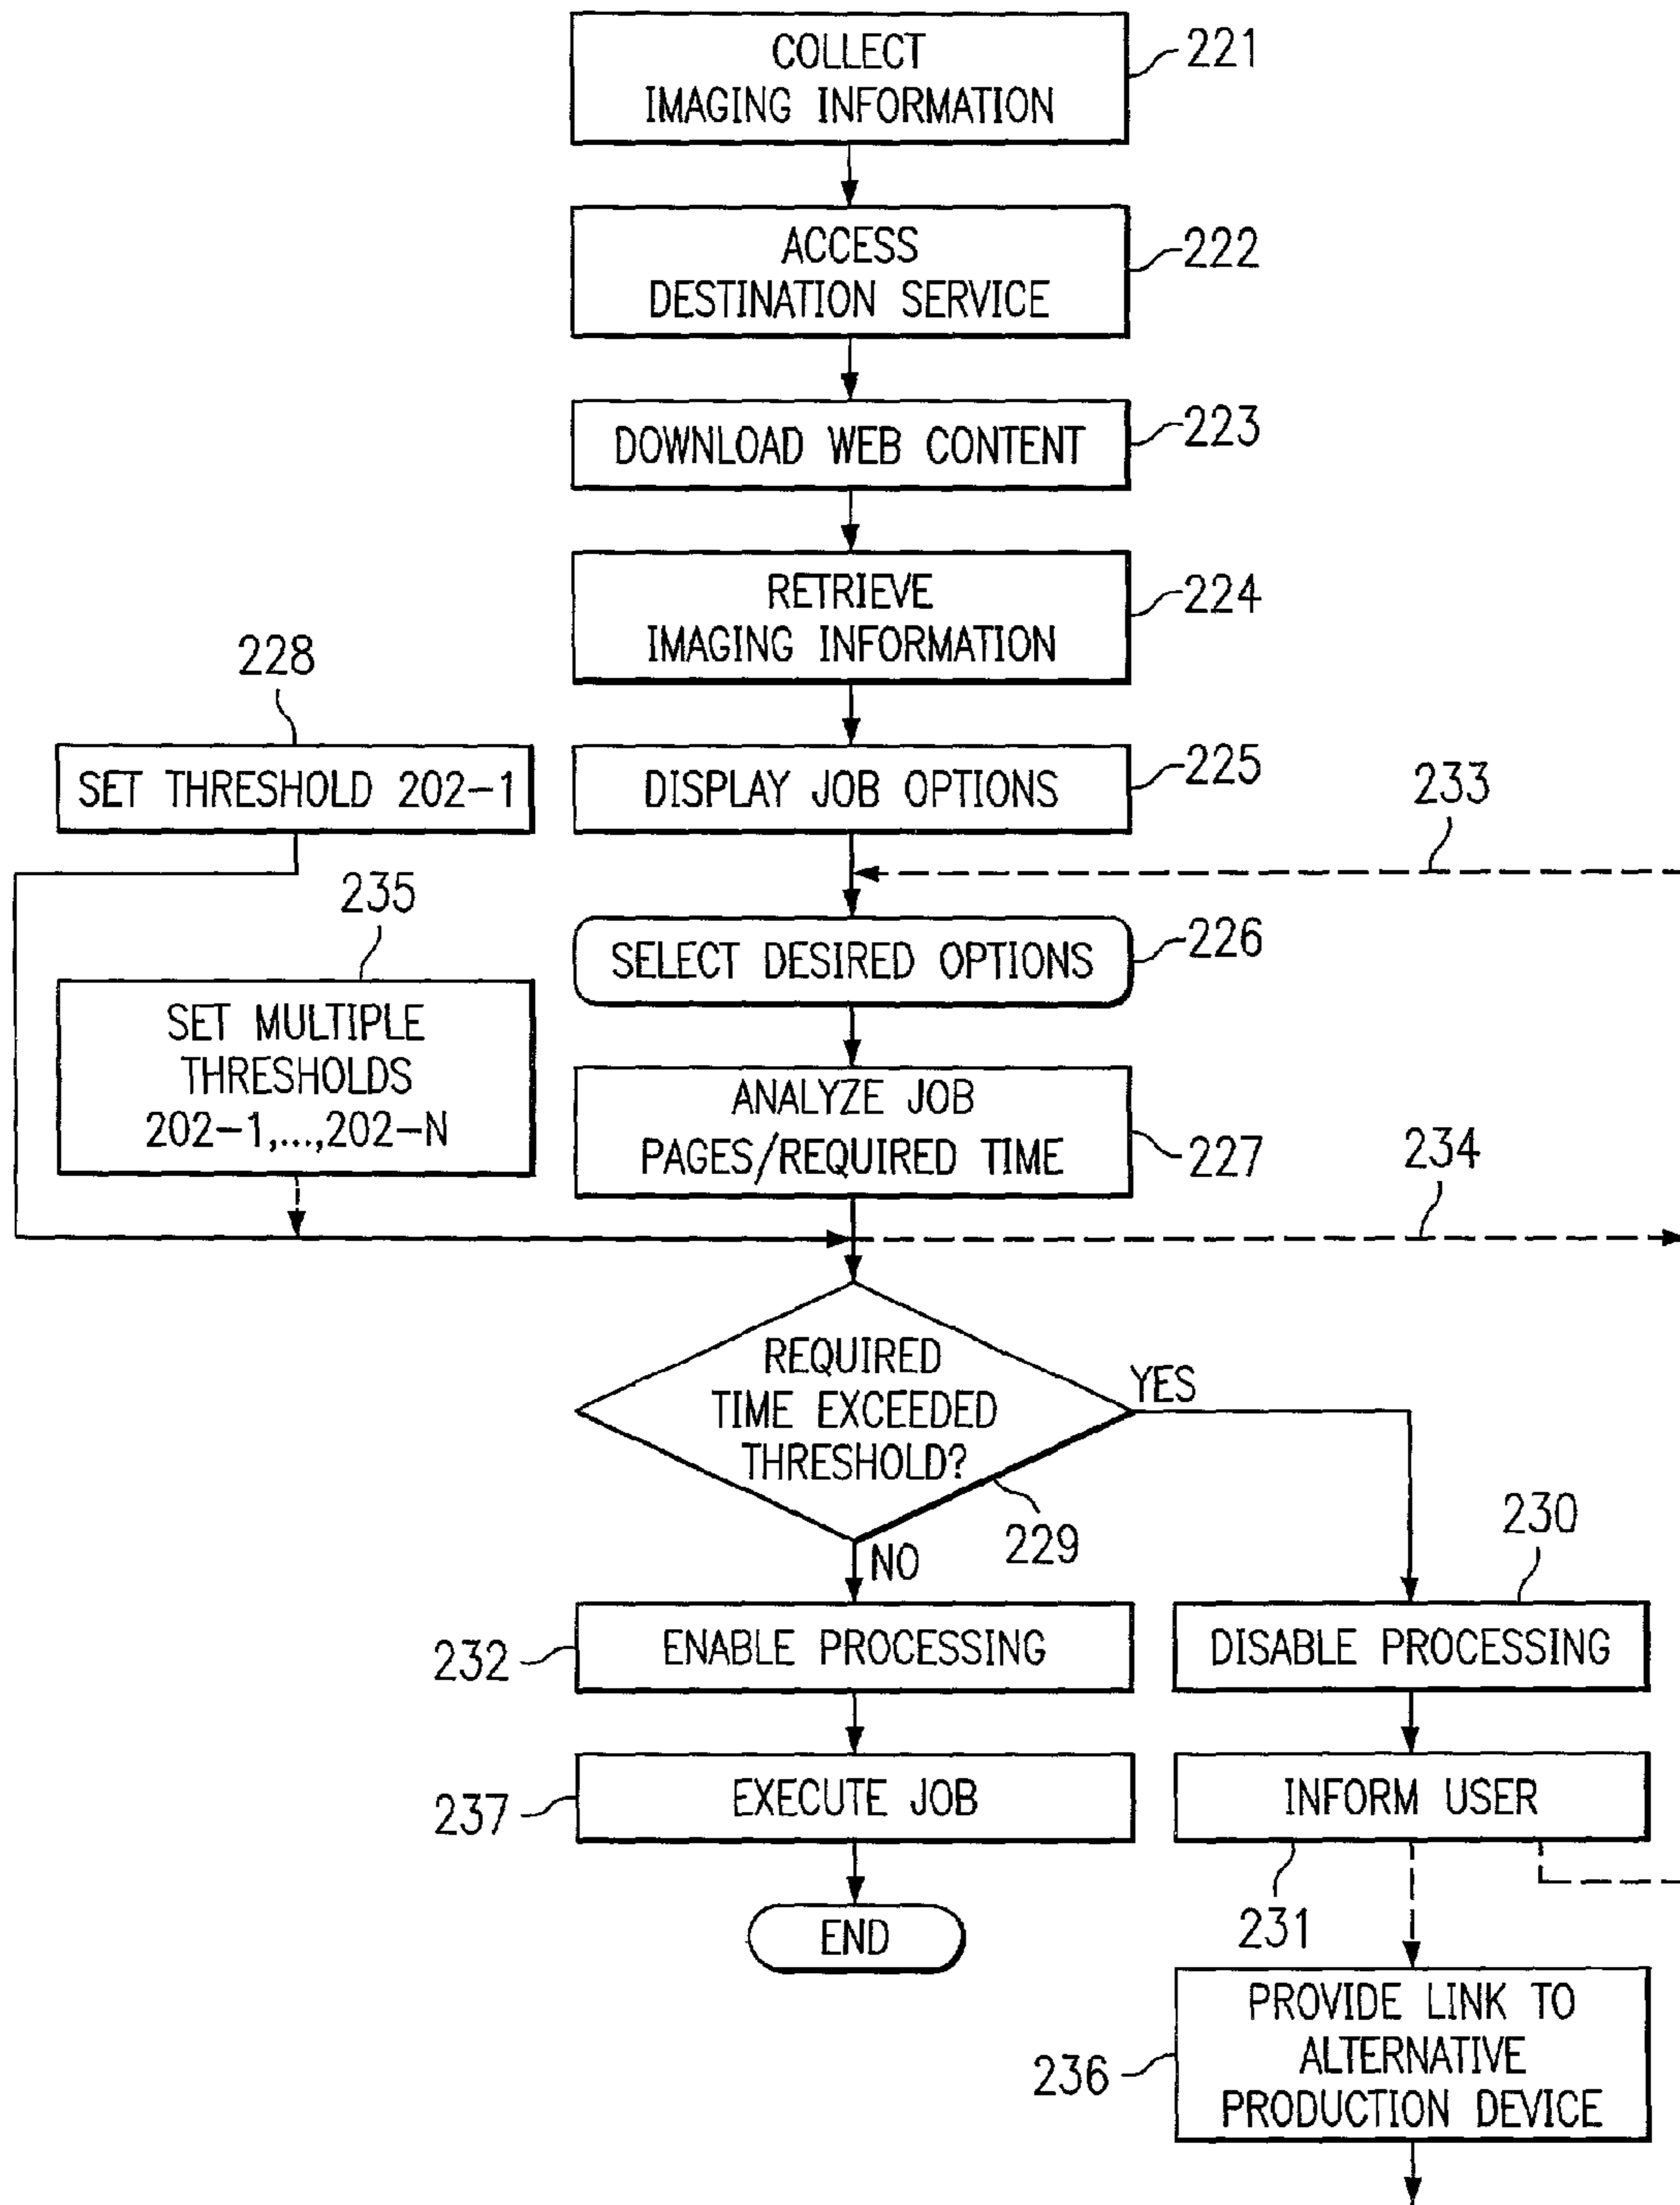 COLLECT
IMAGING INFORMATION
221
ACCESS
DESTINATION SERVICE
222
DOWNLOAD WEB CONTENT
223
RETRIEVE
IMAGING INFORMATION
224
228
SET THRESHOLD 202-1
DISPLAY JOB OPTIONS
225
233
235
SELECT DESIRED OPTIONS
226
SET MULTIPLE
THRESHOLDS
202-1,...,202-N
ANALYZE JOB
PAGES/REQUIRED TIME
227
234
REQUIRED
TIME EXCEEDED
THRESHOLD?
YES
229
NO
230
232
ENABLE PROCESSING
DISABLE PROCESSING
237
EXECUTE JOB
INFORM USER
231
END
236
PROVIDE LINK TO
ALTERNATIVE
PRODUCTION DEVICE